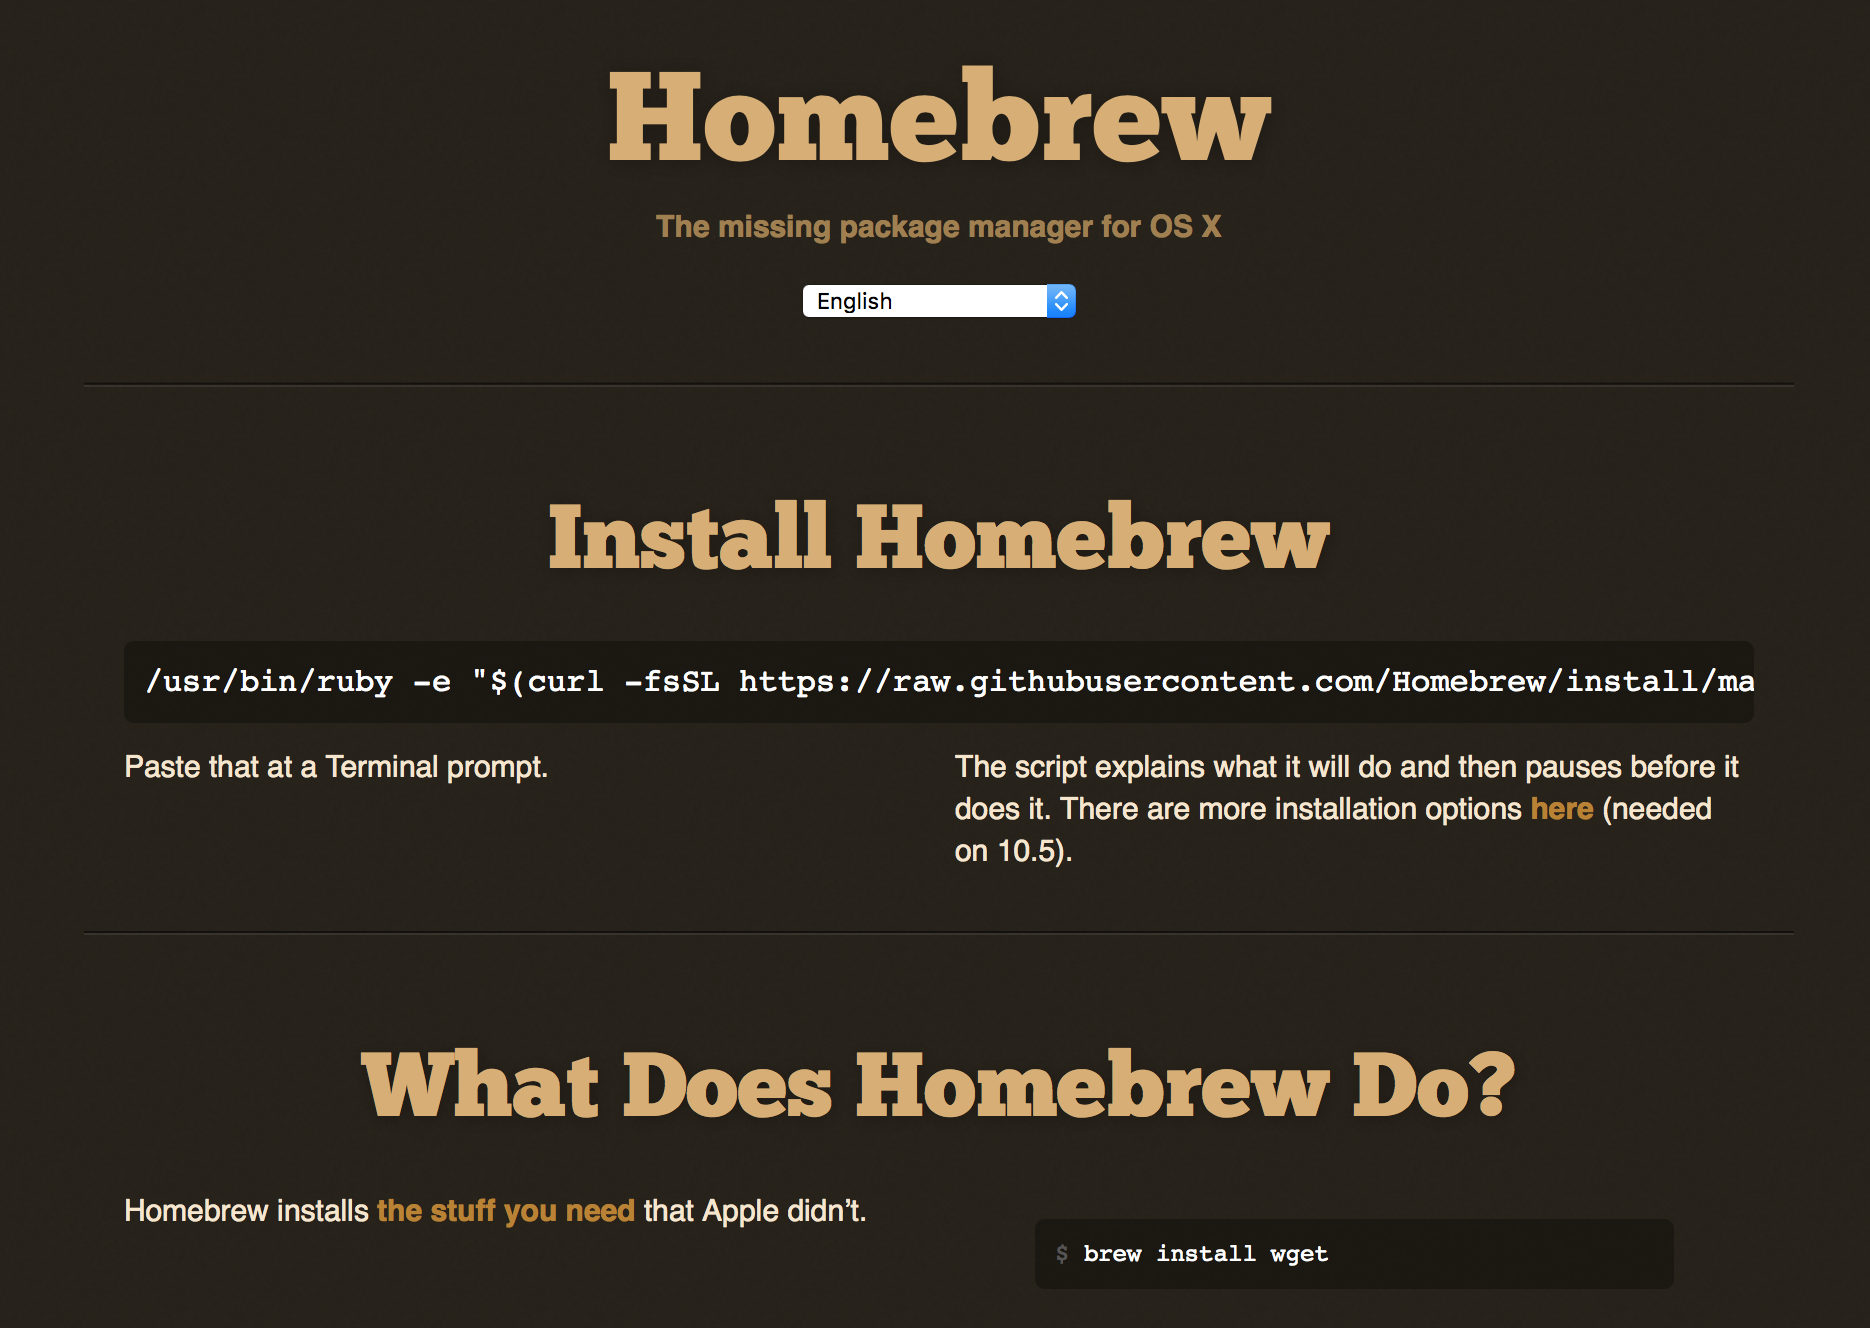 Homebrew
The missing package manager for OS X
English
Install Homebrew
/usr/bin/ruby -e "$(curl -fsSL https://raw.githubusercontent.com/Homebrew/install/ma
Paste that at a Terminal prompt.
The script explains what it will do and then pauses before it
does it. There are more installation options here (needed
on 10.5).
What Does Homebrew Do?
Homebrew installs the stuff you need that Apple didn’t.
$ brew install wget